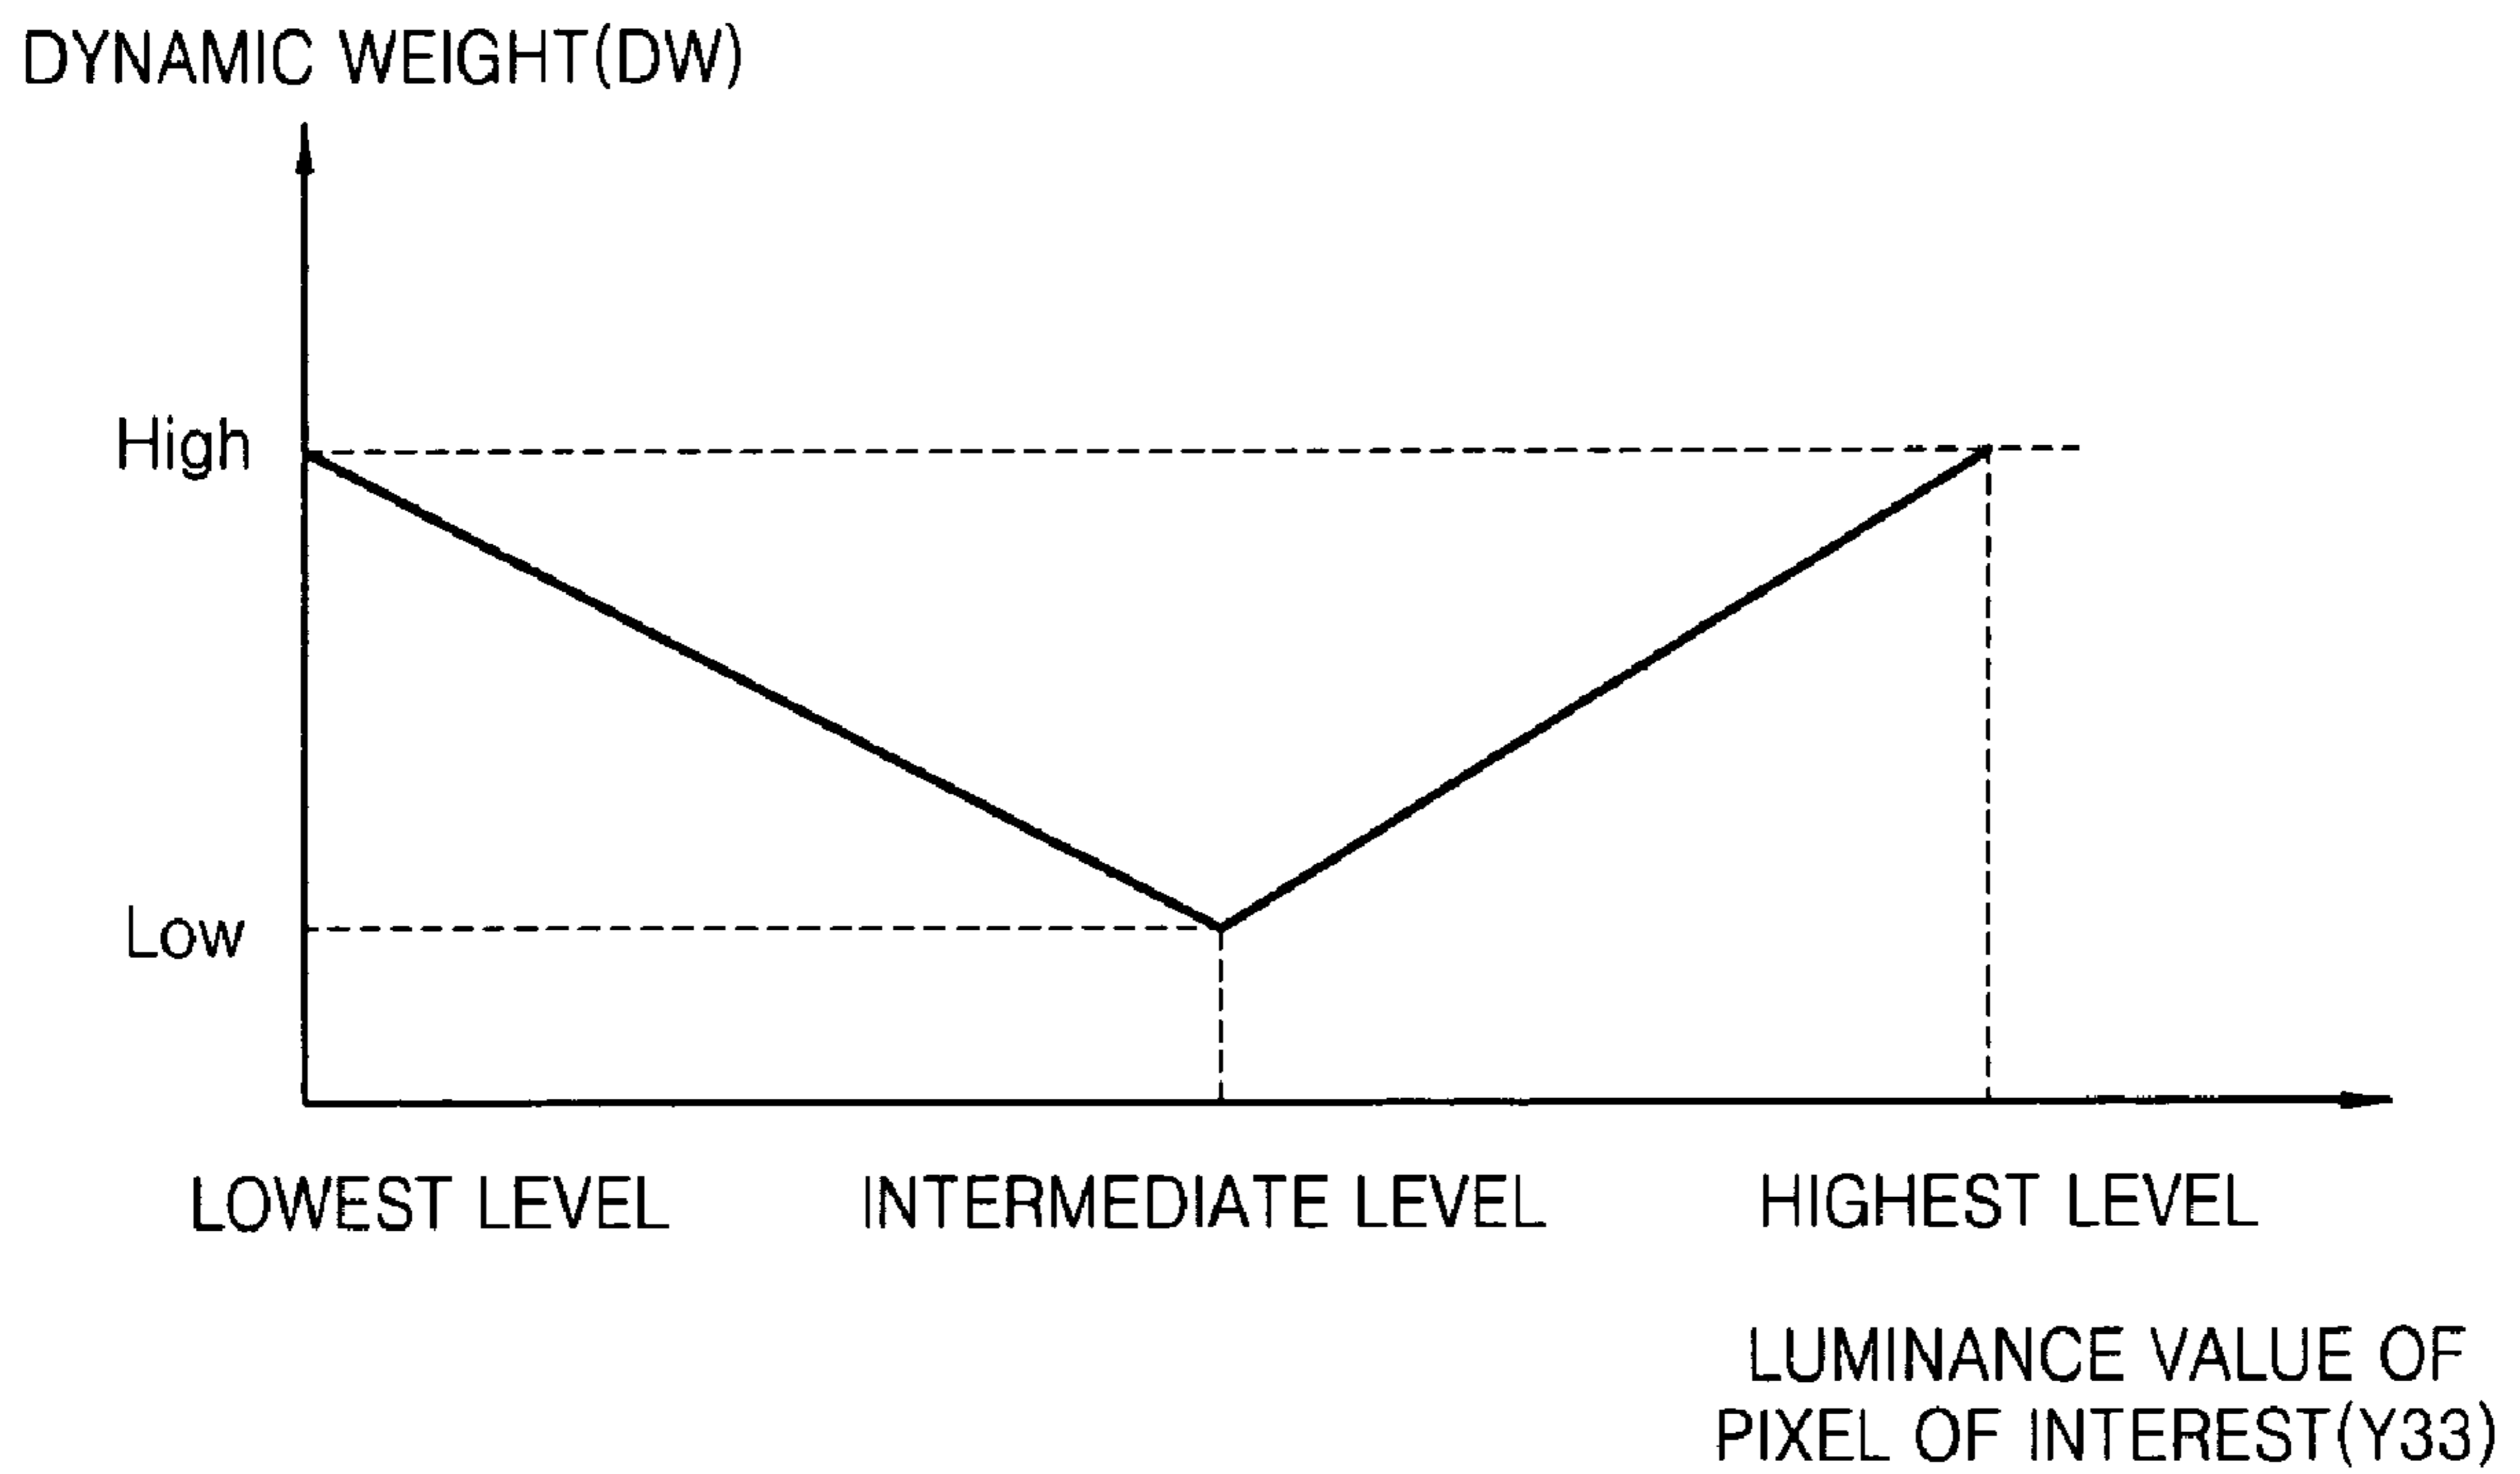 DYNAMIC WEIGHT(DW)
High
Low
LOWEST LEVEL INTERMEDIATE LEVEL HIGHEST LEVEL
LUMINANCE VALUE OF
PIXEL OF INTEREST(Y33)